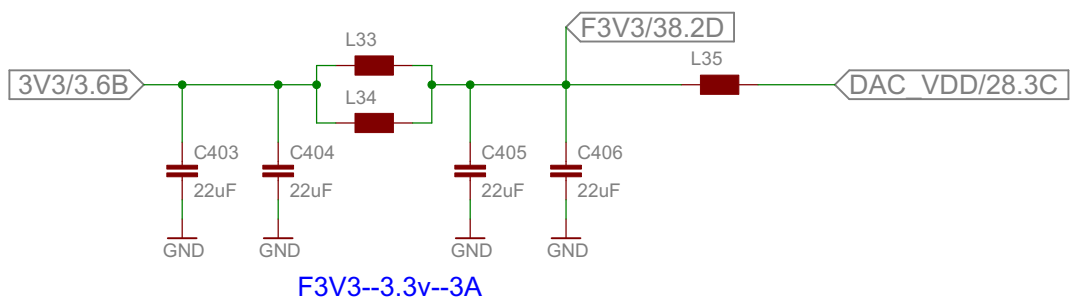 F3V3/38.2D
L33
L35
3V3/3.6B
DAC_VDD/28.3C
L34
C403
C404
C405
C406
22uF
22uF
22uF
22uF
GND
GND
GND
GND
F3V3--3.3v--3A